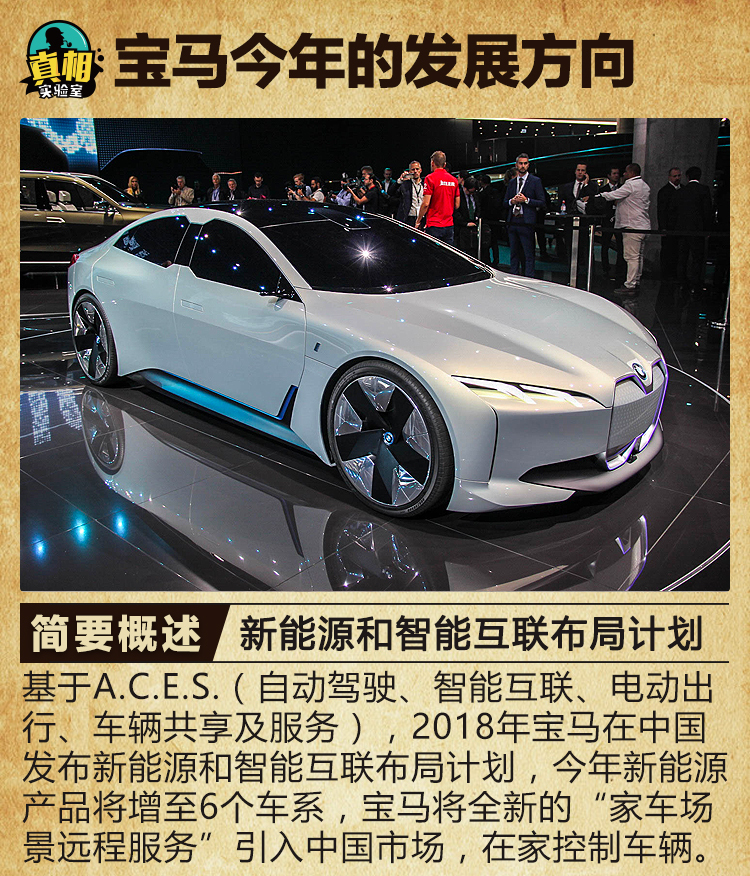 真相
实验室
宝马今年的发展方向
简要概述
新能源和智能互联布局计划
基于A.C.E.S.（自动驾驶、智能互联、电动出
行、车辆共享及服务），2018年宝马在中国
发布新能源和智能互联布局计划，今年新能源
产品将增至6个车系，宝马将全新的“家车场
景远程服务”引入中国市场，在家控制车辆。